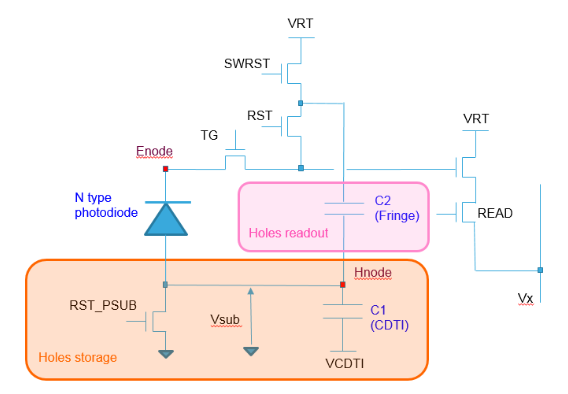 VRT
SWRST
RST
VRT
TG
Enode
N type
photodiode
C2
(Fringe)
READ
Holes readout
Hnode
Vx
RST_PSUB
Vsub
C1
(CDTI)
Holes storage
VCDTI